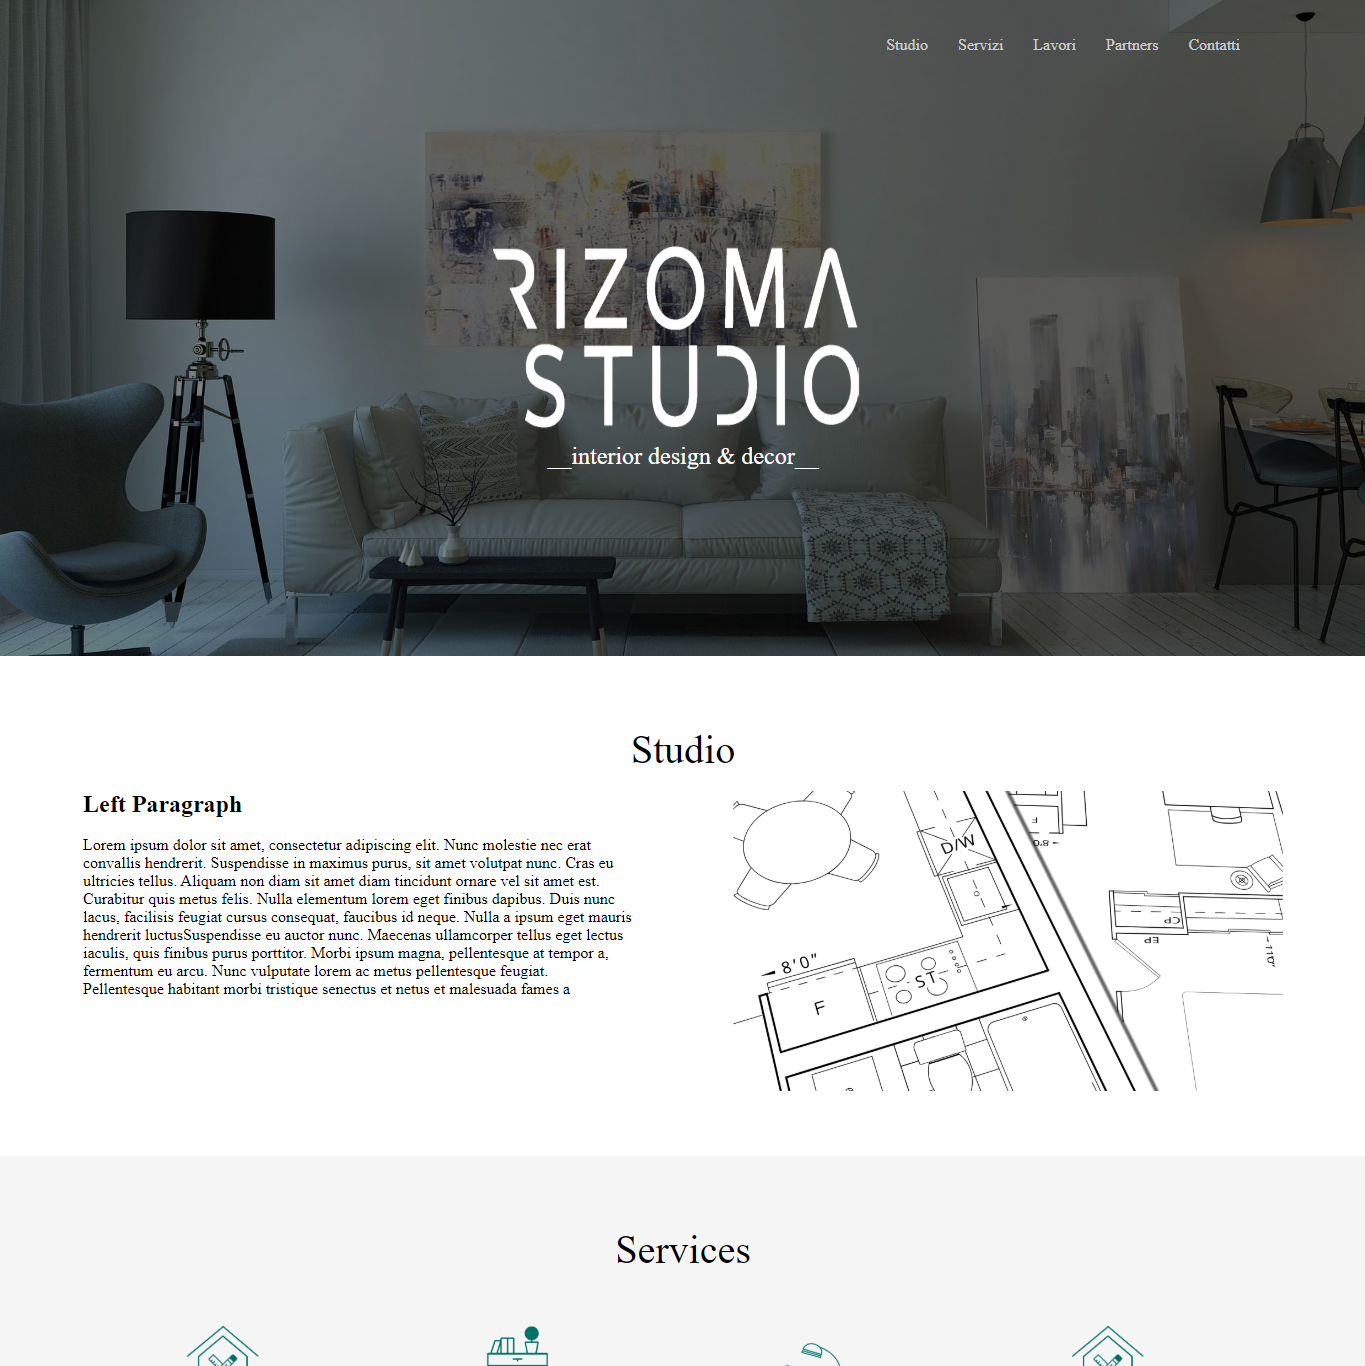 Studio Servizi Lavori Partners Contatti
RIZOMA
STUDIO
__interior design & decor__
Studio
Left Paragraph
Lorem ipsum dolor sit amet, consectetur adipiscing elit. Nunc molestie nec erat
convallis hendrerit. Suspendisse in maximus purus, sit amet volutpat nunc. Cras eu
ultricies tellus. Aliquam non diam sit amet diam tincidunt ornare vel sit amet est.
Curabitur quis metus felis. Nulla elementum lorem eget finibus dapibus. Duis nunc
lacus, facilisis feugiat cursus consequat, faucibus id neque. Nulla a ipsum eget mauris
hendrerit luctusSuspendisse eu auctor nunc. Maecenas ullamcorper tellus eget lectus
iaculis, quis finibus purus porttitor. Morbi ipsum magna, pellentesque at tempor a,
fermentum eu arcu. Nunc vulputate lorem ac metus pellentesque feugiat.
Pellentesque habitant morbi tristique senectus et netus et malesuada fames a
F
8'0"
D/W
CP
EP
11'0"
8'0"
ST
F
Services